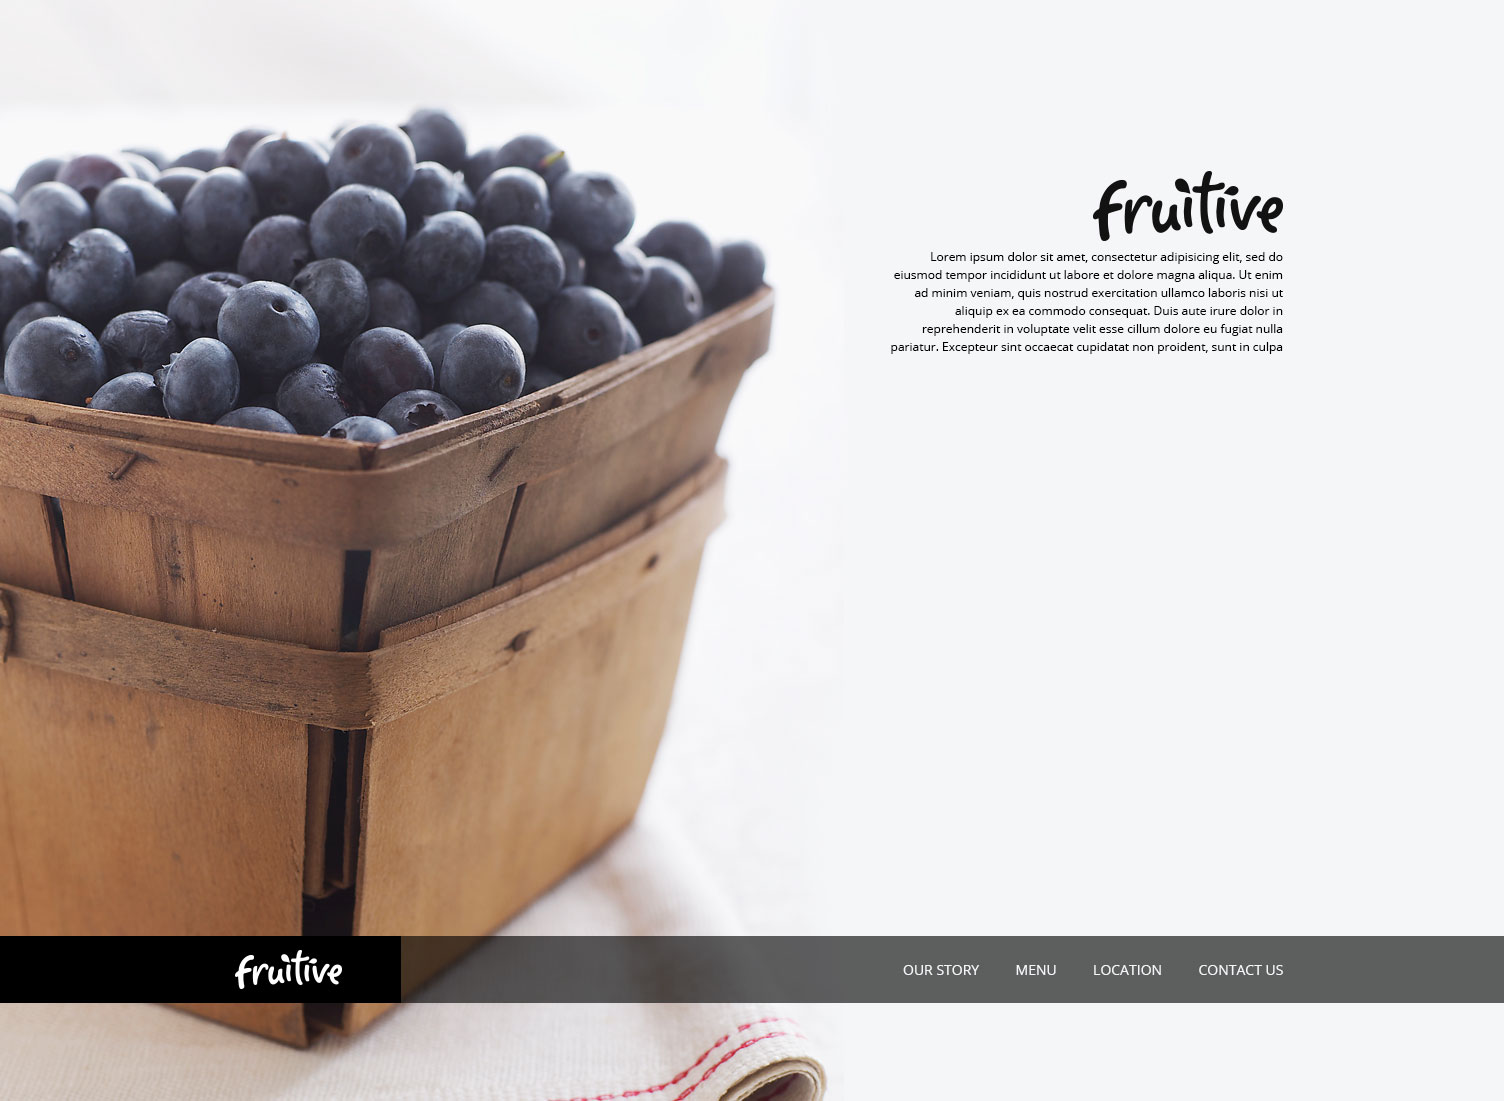 fruitive
Lorem ipsum dolor sit amet, consectetur adipisicing elit, sed do
eiusmod tempor incididunt ut labore et dolore magna aliqua. Ut enim
ad minim veniam, quis nostrud exercitation ullamco laboris nisi ut
aliquip ex ea commodo consequat. Duis aute irure dolor in
reprehenderit in voluptate velit esse cillum dolore eu fugiat nulla
pariatur. Excepteur sint occaecat cupidatat non proident, sunt in culpa
fruitive OUR STORY MENU LOCATION CONTACT US